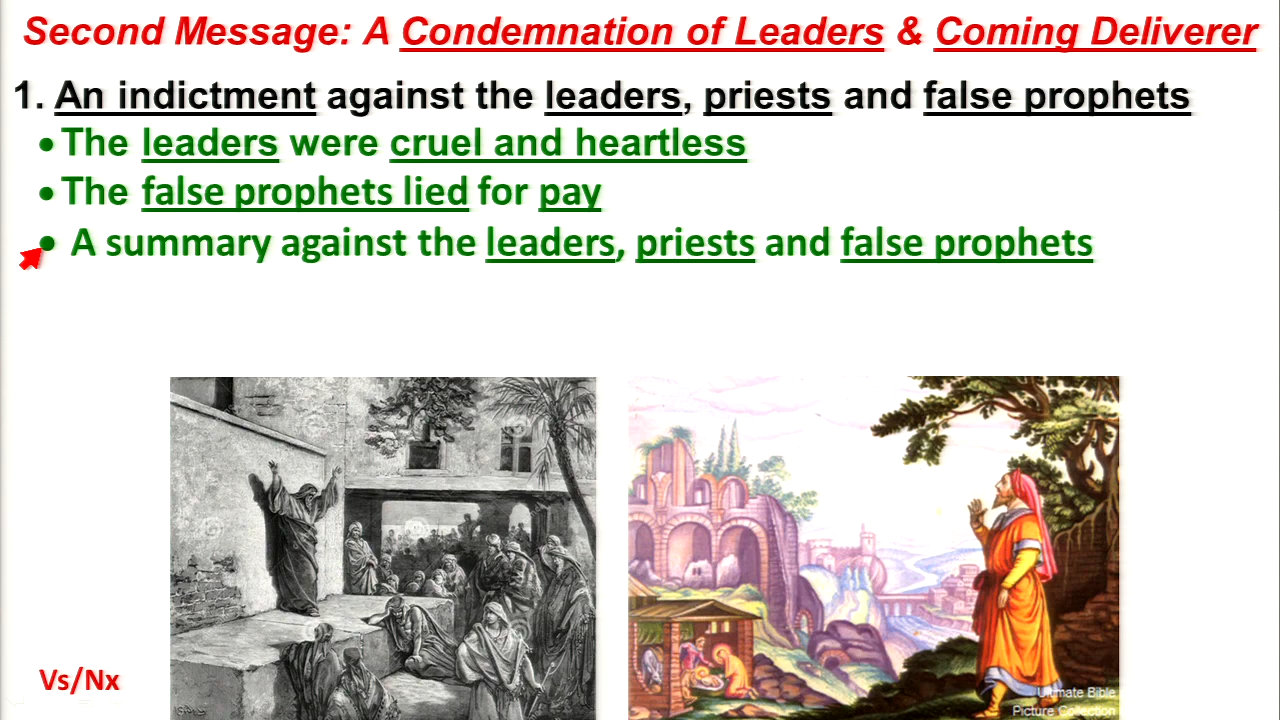 Second Message: A Condemnation of Leaders & Coming Deliverer
1. An indictment against the leaders, priests and false prophets
• The leaders were cruel and heartless
• The false prophets lied for pay
• A summary against the leaders, priests and false prophets
Vs/Nx
Ultimate Bible
Picture Collection